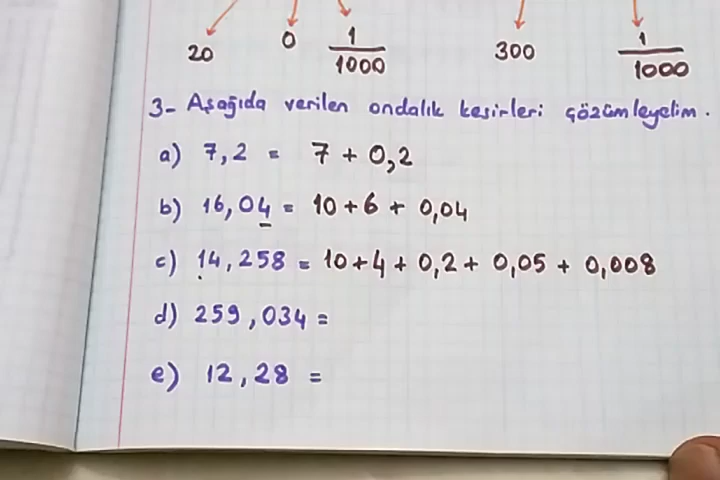 20 0 1/1000 300 1/1000
3- Aşağıda verilen ondalık kesirleri çözümleyelim.
a) 7,2 = 7 + 0,2
b) 16,04 = 10 + 6 + 0,04
c) 14,258 = 10 + 4 + 0,2 + 0,05 + 0,008
d) 259,034 =
e) 12,28 =